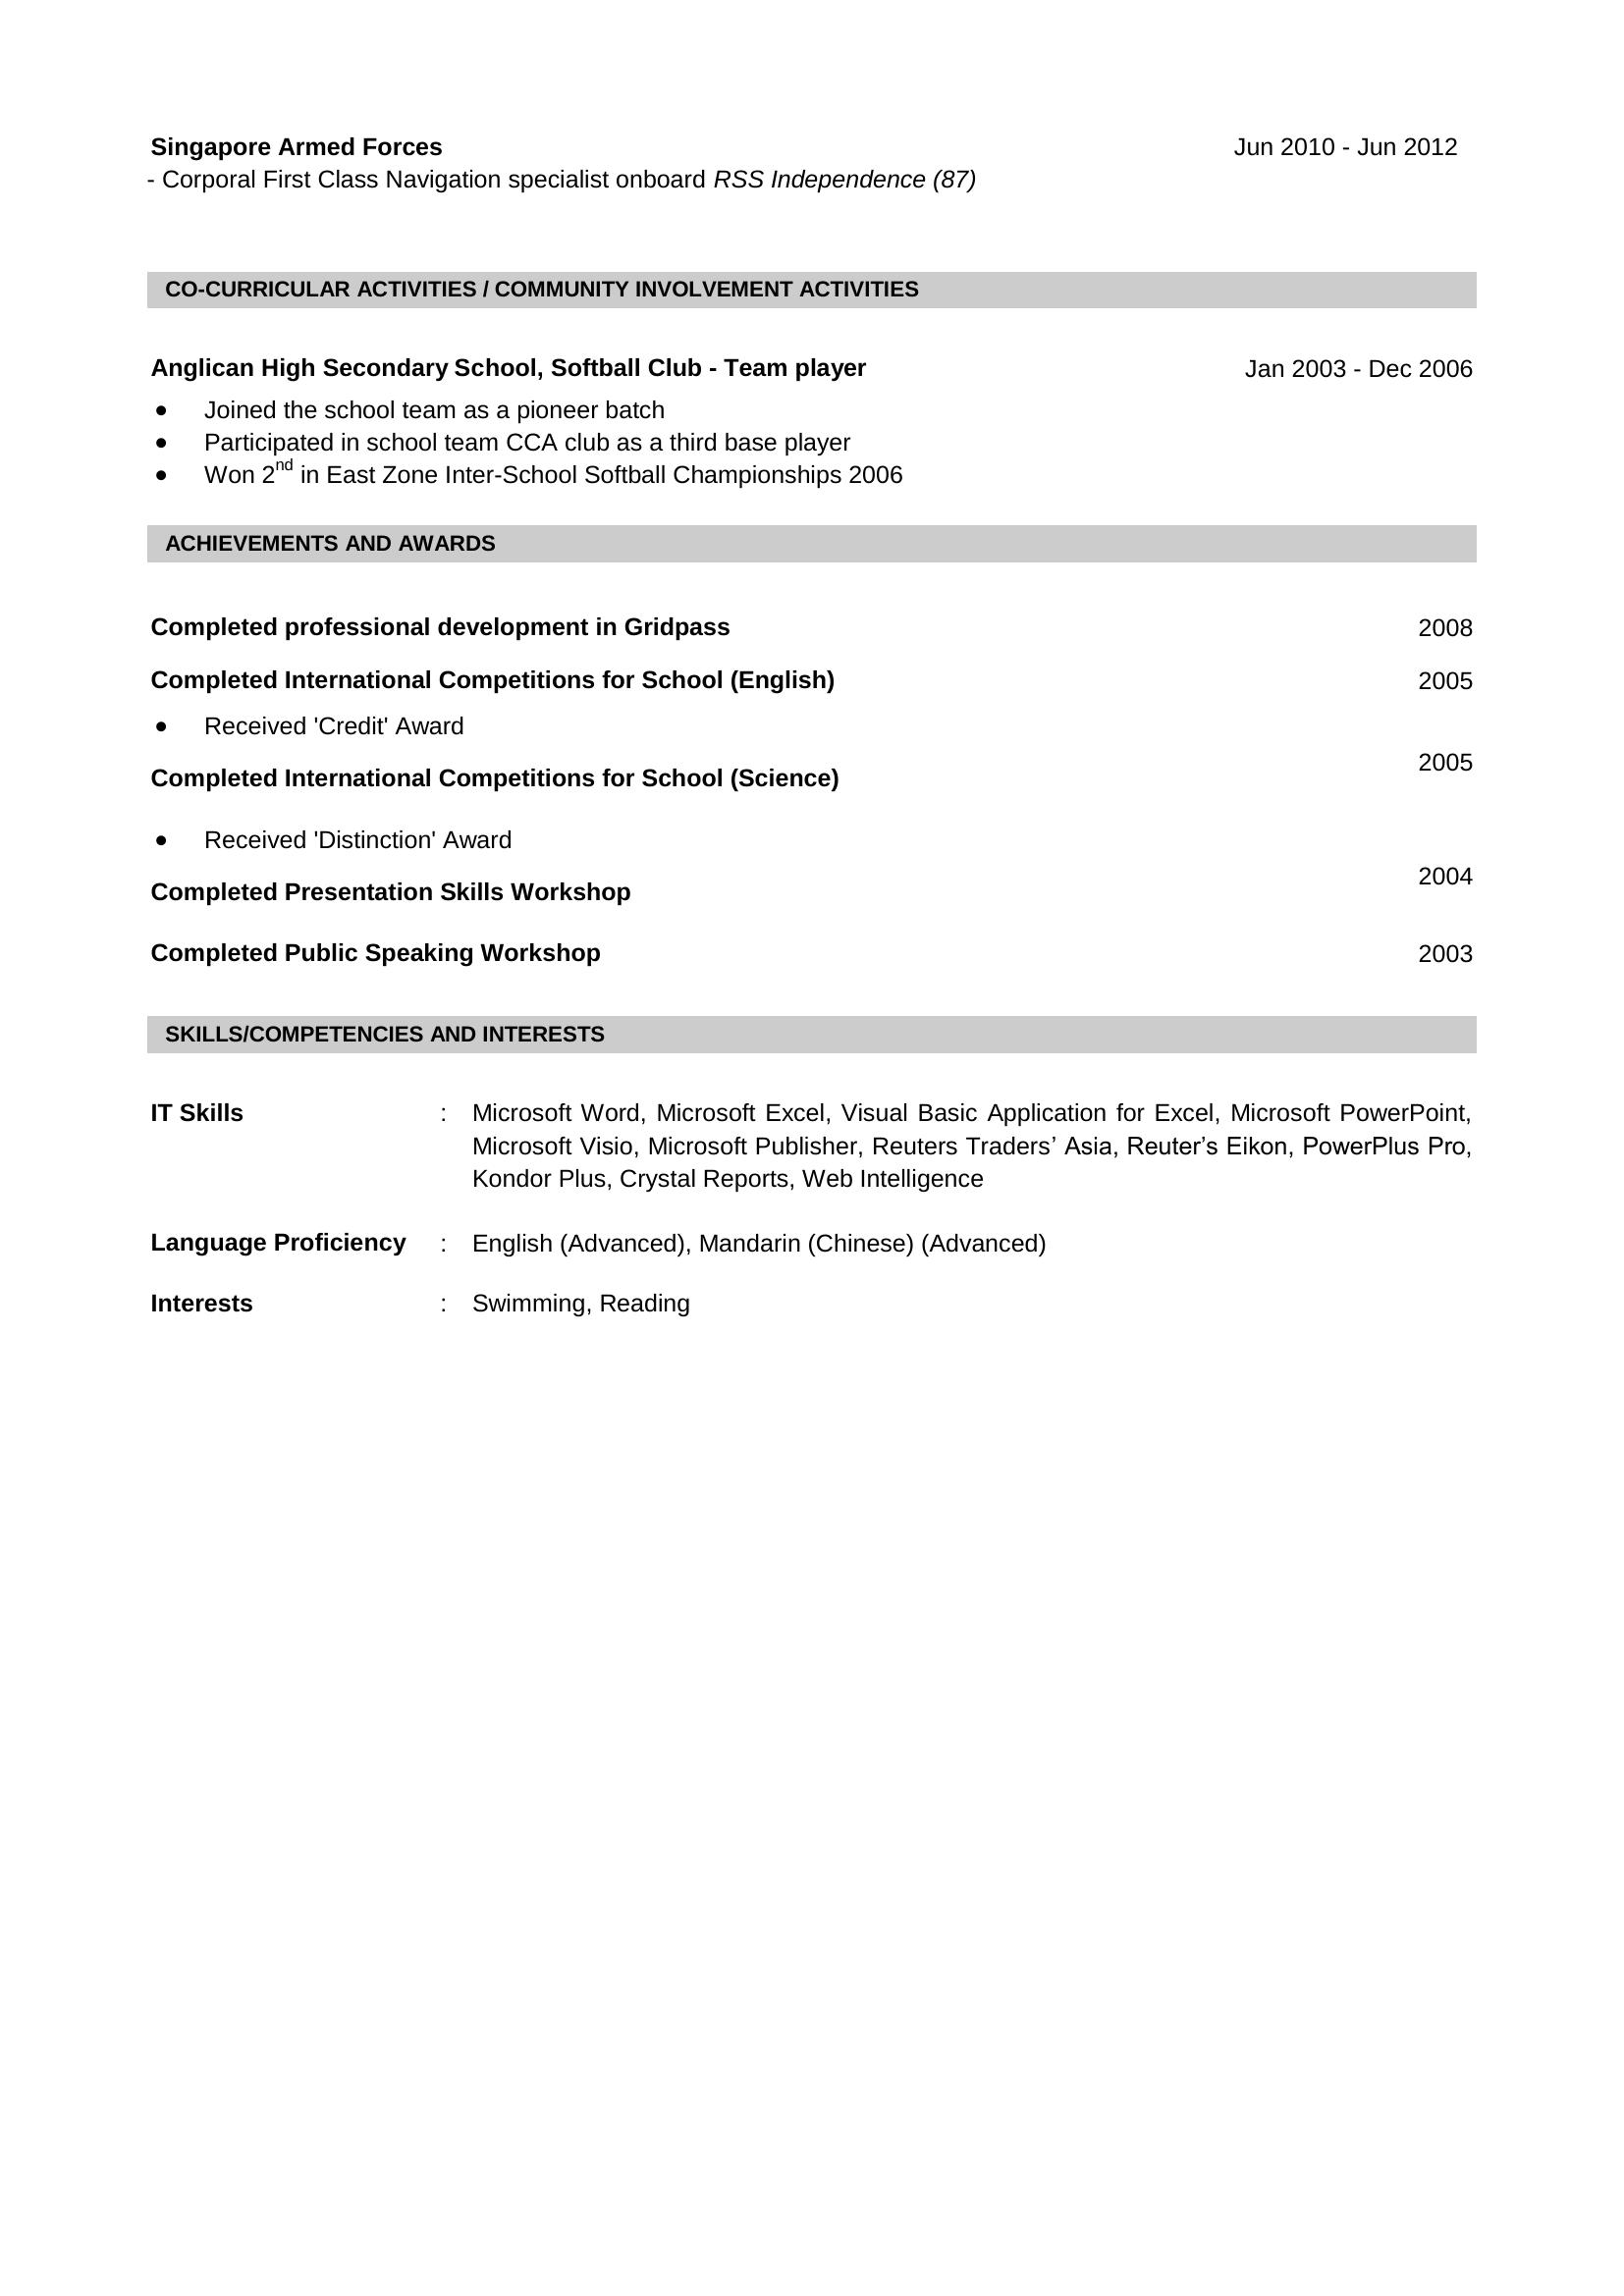 Singapore Armed Forces Jun 2010 - Jun 2012
- Corporal First Class Navigation specialist onboard RSS Independence (87)
CO-CURRICULAR ACTIVITIES / COMMUNITY INVOLVEMENT ACTIVITIES
Anglican High Secondary School, Softball Club - Team player Jan 2003 - Dec 2006
● Joined the school team as a pioneer batch
● Participated in school team CCA club as a third base player
● Won 2nd in East Zone Inter-School Softball Championships 2006
ACHIEVEMENTS AND AWARDS
Completed professional development in Gridpass 2008
Completed International Competitions for School (English) 2005
● Received 'Credit' Award
Completed International Competitions for School (Science) 2005
● Received 'Distinction' Award
Completed Presentation Skills Workshop 2004
Completed Public Speaking Workshop 2003
SKILLS/COMPETENCIES AND INTERESTS
IT Skills : Microsoft Word, Microsoft Excel, Visual Basic Application for Excel, Microsoft PowerPoint,
Microsoft Visio, Microsoft Publisher, Reuters Traders’ Asia, Reuter’s Eikon, PowerPlus Pro,
Kondor Plus, Crystal Reports, Web Intelligence
Language Proficiency : English (Advanced), Mandarin (Chinese) (Advanced)
Interests : Swimming, Reading